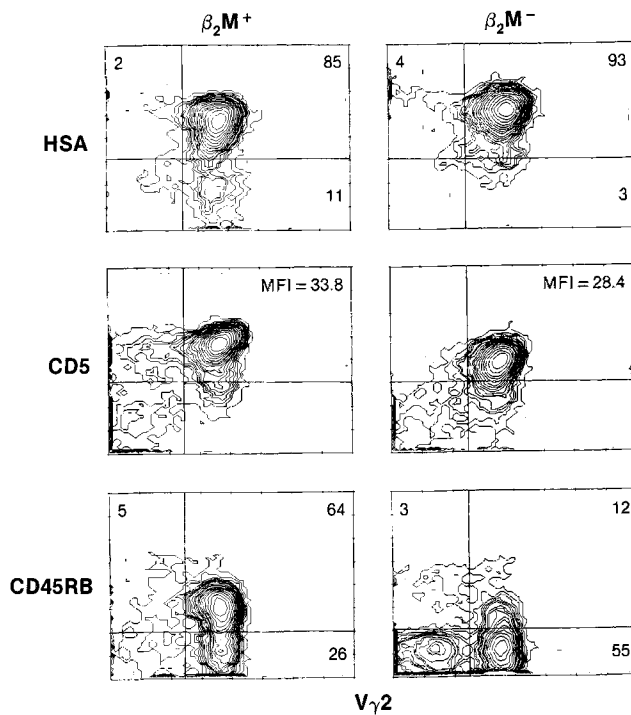 β₂M⁺ β₂M⁻
HSA
2 85
11
4 93
3
CD5
MFI = 33.8
MFI = 28.4
CD45RB
5 64
26
3 12
55
Vγ2